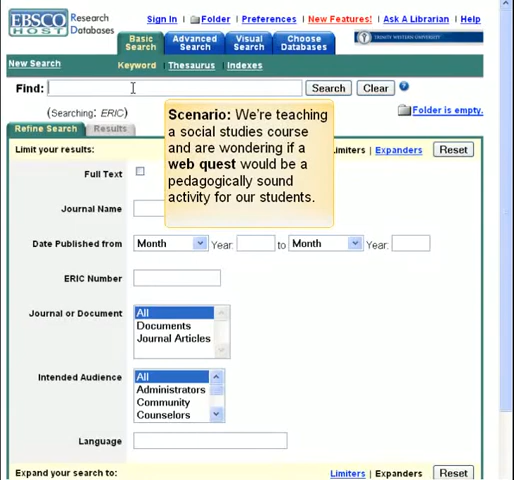 EBSCO HOST Research Databases
Sign In Folder Preferences New Features! Ask A Librarian Help
Basic Search Advanced Search Visual Search Choose Databases
TRINITY WESTERN UNIVERSITY
New Search Keyword Thesaurus Indexes
Find: Search Clear
(Searching: ERIC) Folder is empty.
Refine Search Results
Scenario: We're teaching
a social studies course
and are wondering if a
web quest would be a
pedagogically sound
activity for our students.
Limit your results: Limiters | Expanders Reset
Full Text
Journal Name
Date Published from Month Year: to Month Year:
ERIC Number
Journal or Document All
Documents
Journal Articles
Intended Audience All
Administrators
Community
Counselors
Language
Expand your search to: Limiters | Expanders Reset